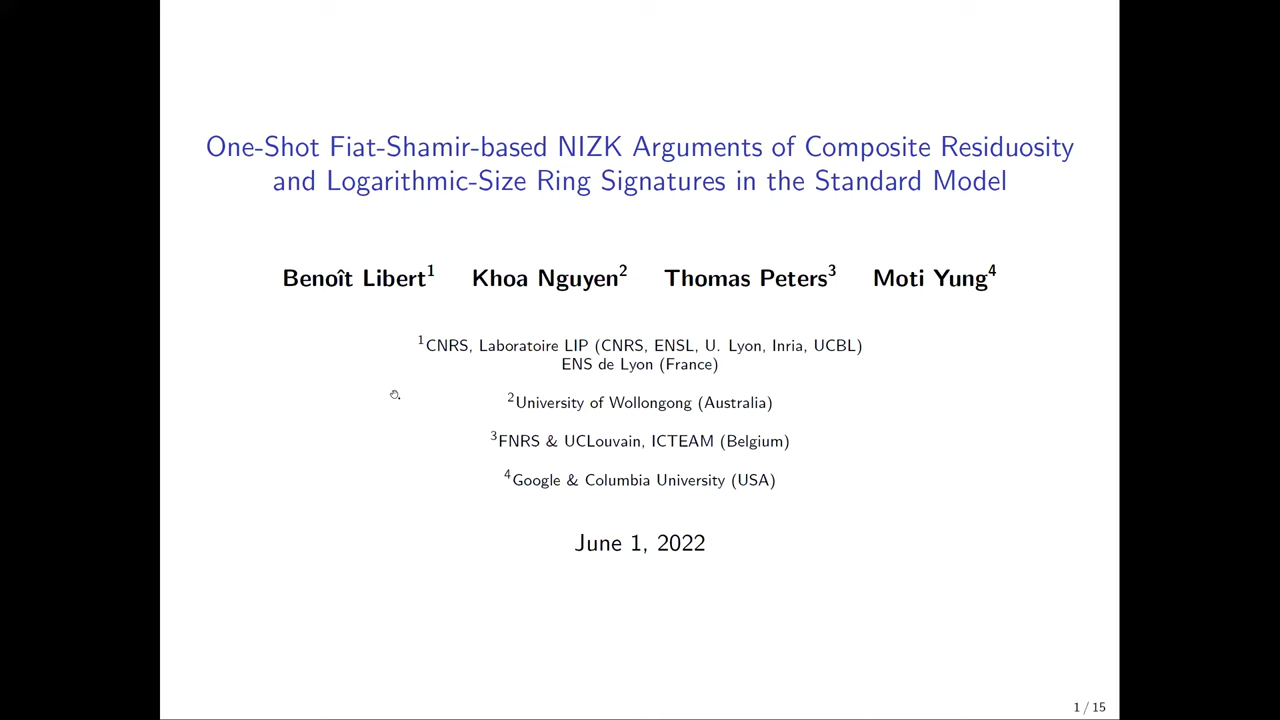 One-Shot Fiat-Shamir-based NIZK Arguments of Composite Residuosity
and Logarithmic-Size Ring Signatures in the Standard Model
Benoît Libert¹ Khoa Nguyen² Thomas Peters³ Moti Yung⁴
¹CNRS, Laboratoire LIP (CNRS, ENSL, U. Lyon, Inria, UCBL)
ENS de Lyon (France)
²University of Wollongong (Australia)
³FNRS & UCLouvain, ICTEAM (Belgium)
⁴Google & Columbia University (USA)
June 1, 2022
1 / 15